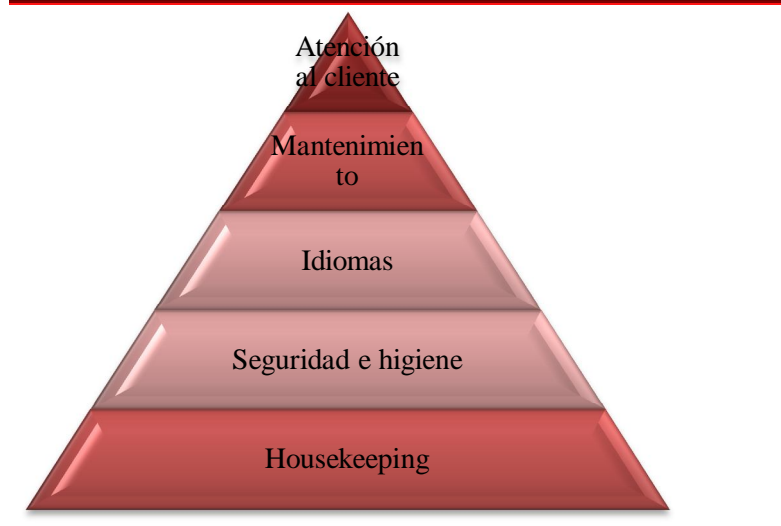 Atención
al cliente
Mantenimien
to
Idiomas
Seguridad e higiene
Housekeeping